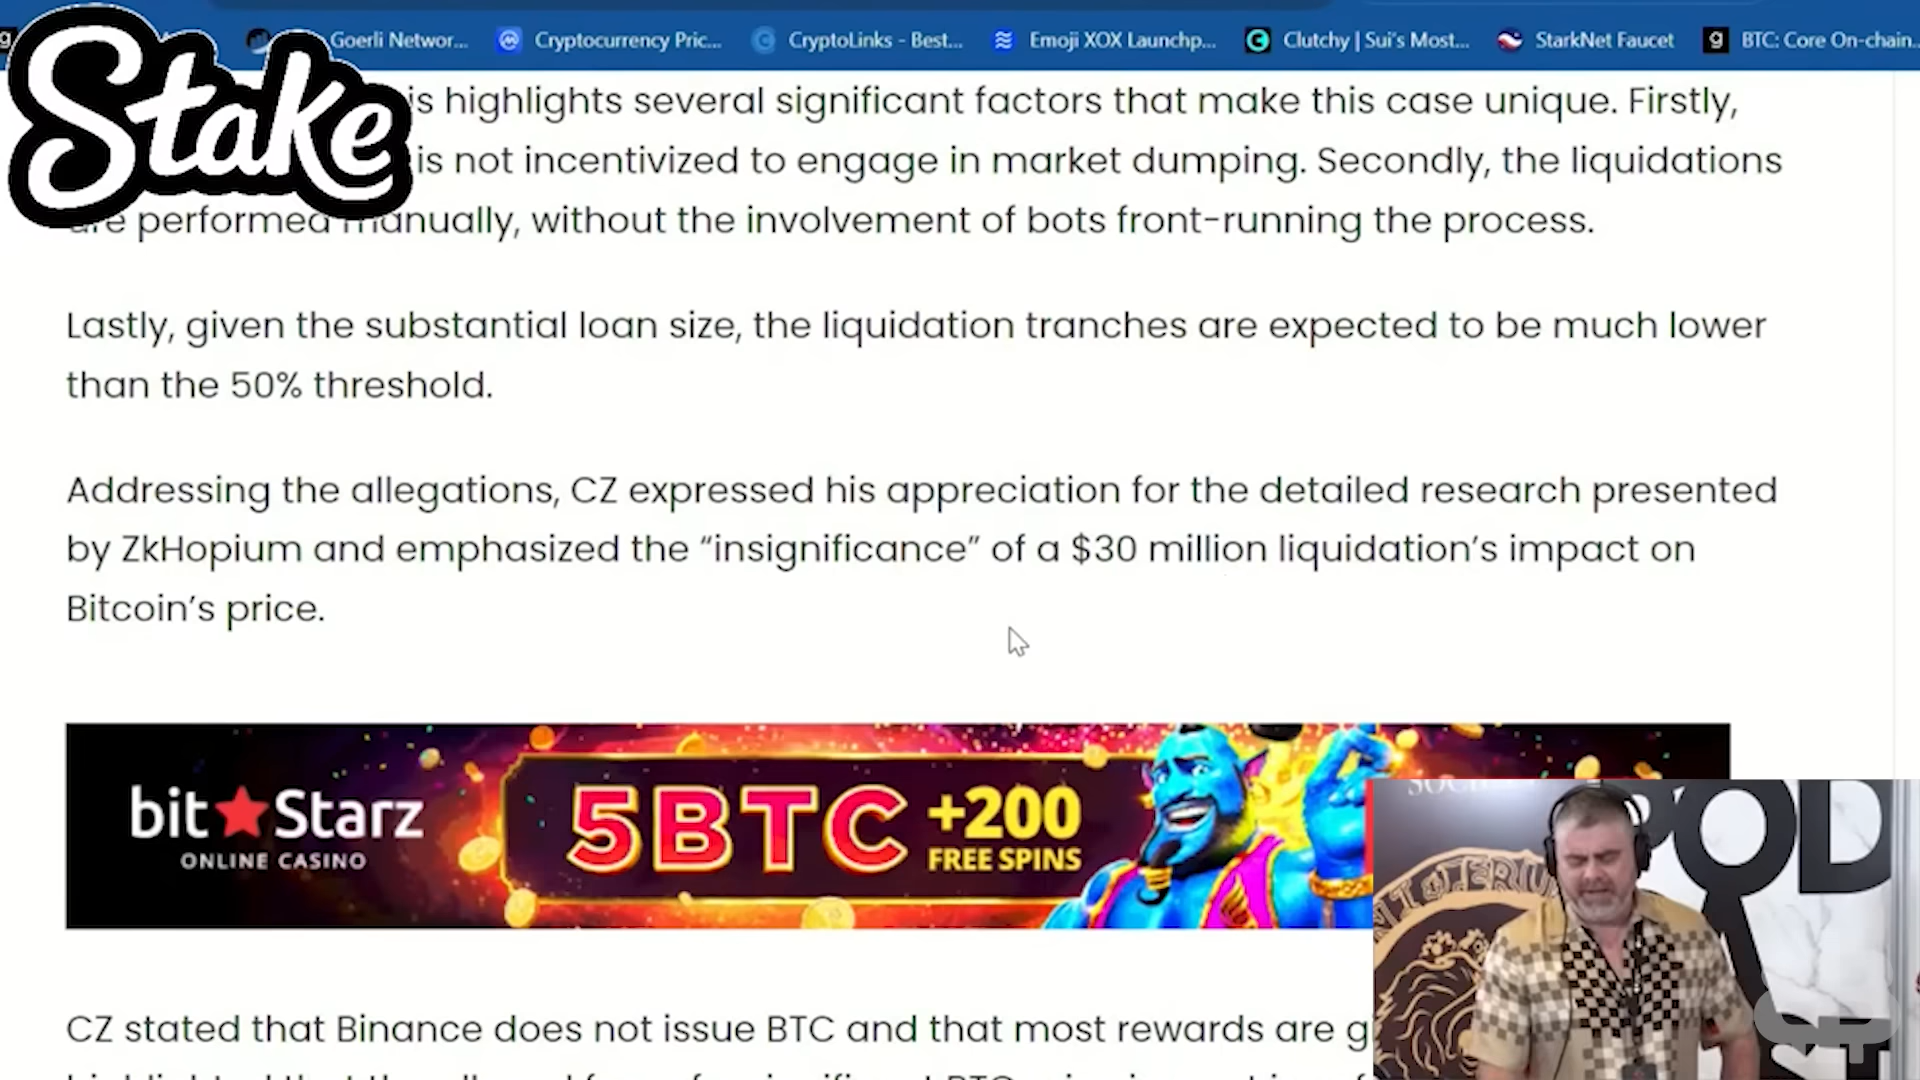 Stake
Goerli Networ...
Cryptocurrency Pric...
CryptoLinks - Best...
Emoji XOX Launchp...
Clutchy | Sui's Most...
StarkNet Faucet
BTC: Core On-chain...
is highlights several significant factors that make this case unique. Firstly,
is not incentivized to engage in market dumping. Secondly, the liquidations
are performed manually, without the involvement of bots front-running the process.
Lastly, given the substantial loan size, the liquidation tranches are expected to be much lower
than the 50% threshold.
Addressing the allegations, CZ expressed his appreciation for the detailed research presented
by ZkHopium and emphasized the “insignificance” of a $30 million liquidation’s impact on
Bitcoin’s price.
bit Starz
ONLINE CASINO
5BTC
+200
FREE SPINS
POD
CZ stated that Binance does not issue BTC and that most rewards are g